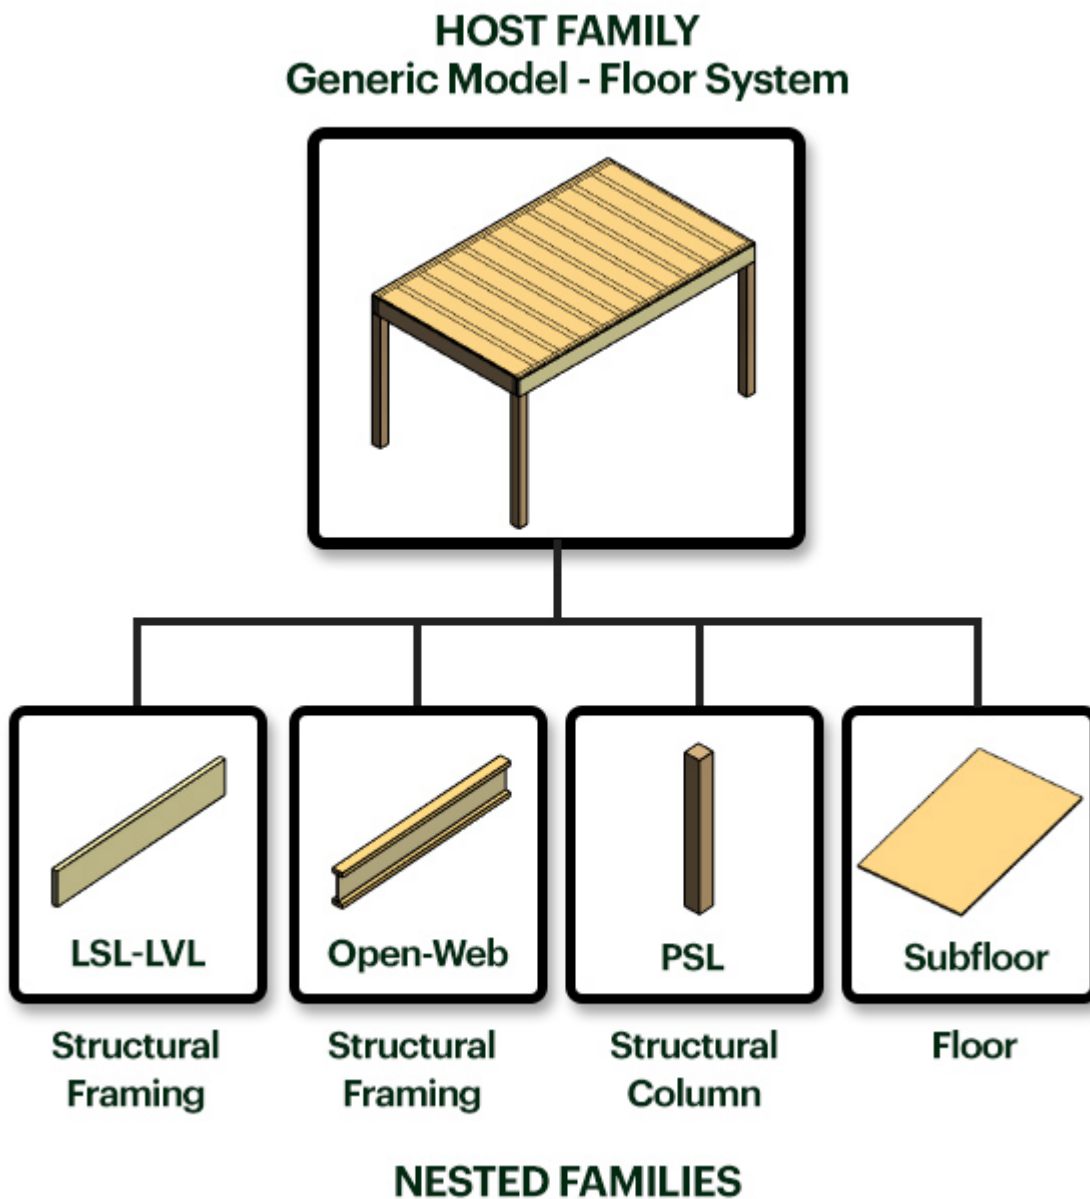 HOST FAMILY
Generic Model - Floor System
LSL-LVL
Open-Web
PSL
Subfloor
Structural
Framing
Structural
Framing
Structural
Column
Floor
NESTED FAMILIES